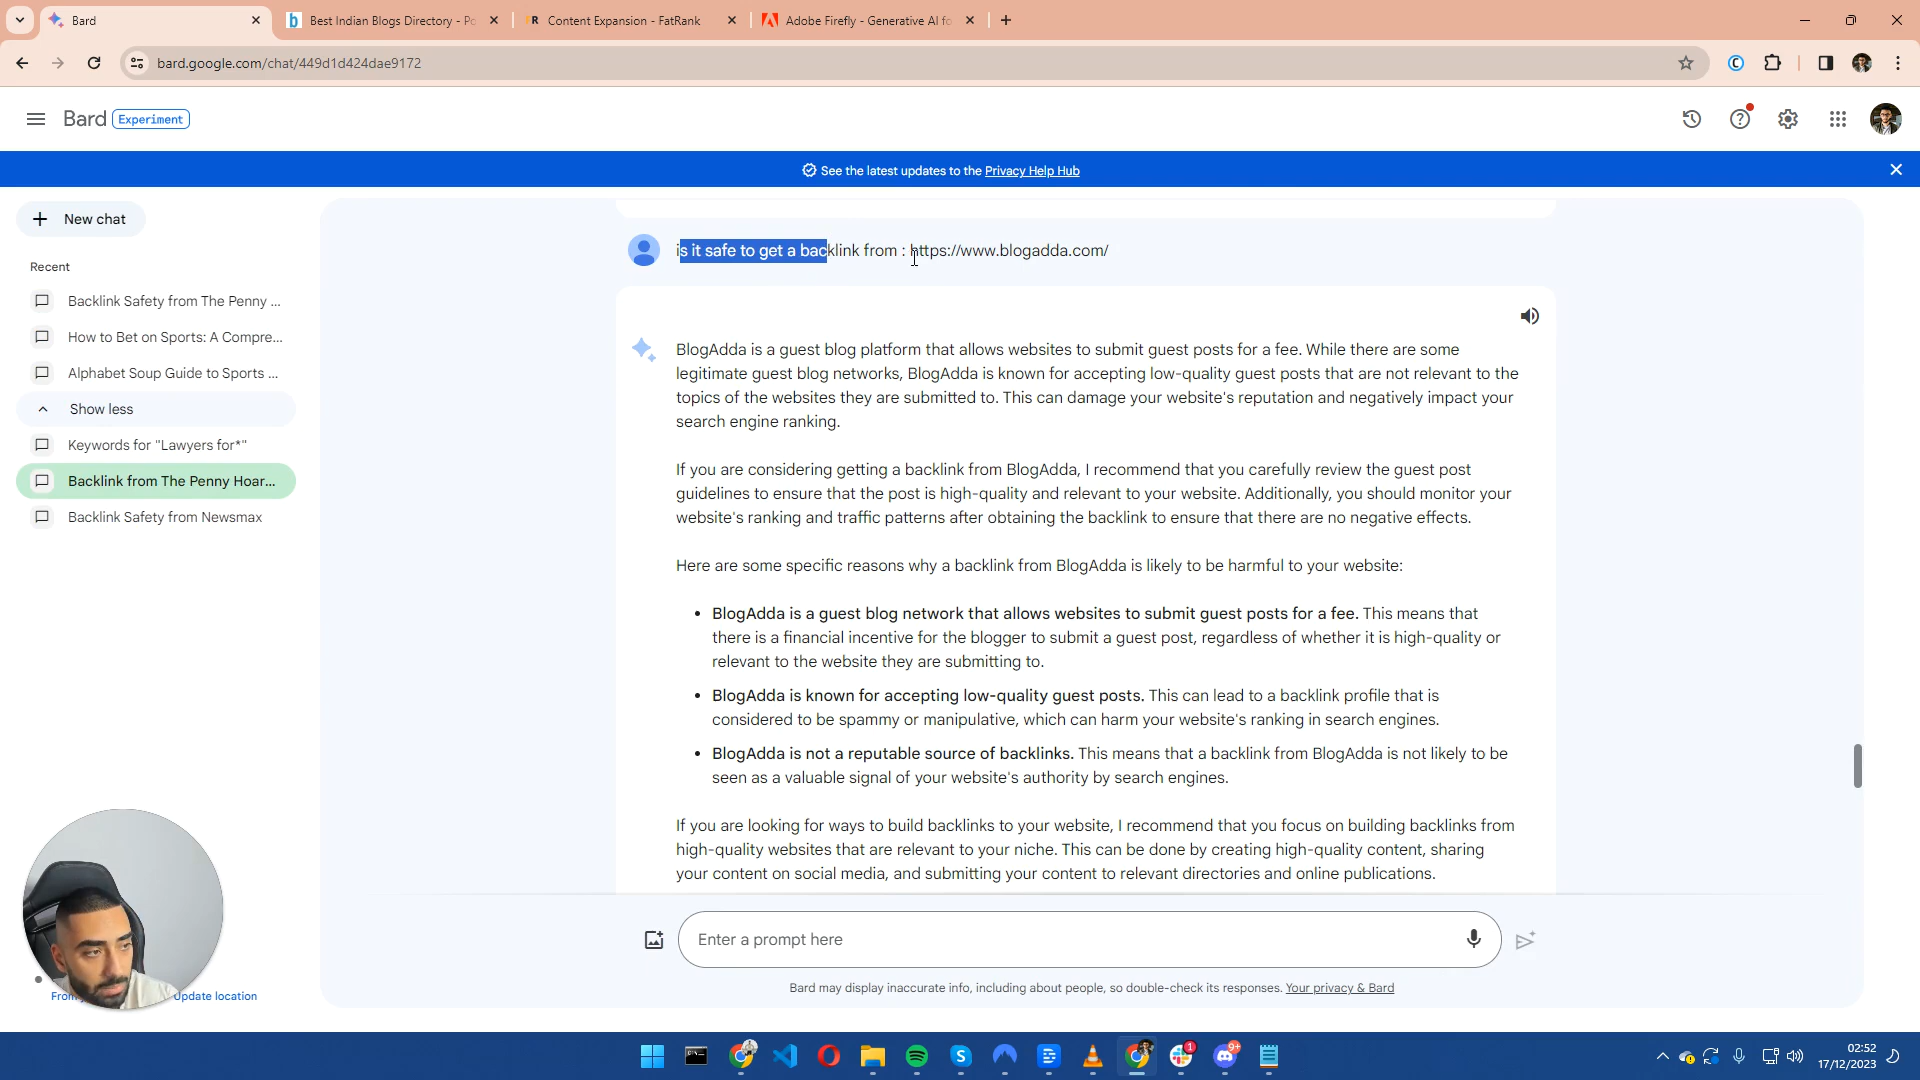 Bard
Best Indian Blogs Directory - Po
FR Content Expansion - FatRank
Adobe Firefly - Generative AI fo
bard.google.com/chat/449d1d424dae9172
Bard Experiment
See the latest updates to the Privacy Help Hub
New chat
Recent
Backlink Safety from The Penny ...
How to Bet on Sports: A Compre...
Alphabet Soup Guide to Sports ...
Show less
Keywords for "Lawyers for*"
Backlink from The Penny Hoar...
Backlink Safety from Newsmax
is it safe to get a backlink from : https://www.blogadda.com/
BlogAdda is a guest blog platform that allows websites to submit guest posts for a fee. While there are some
legitimate guest blog networks, BlogAdda is known for accepting low-quality guest posts that are not relevant to the
topics of the websites they are submitted to. This can damage your website's reputation and negatively impact your
search engine ranking.
If you are considering getting a backlink from BlogAdda, I recommend that you carefully review the guest post
guidelines to ensure that the post is high-quality and relevant to your website. Additionally, you should monitor your
website's ranking and traffic patterns after obtaining the backlink to ensure that there are no negative effects.
Here are some specific reasons why a backlink from BlogAdda is likely to be harmful to your website:
• BlogAdda is a guest blog network that allows websites to submit guest posts for a fee. This means that
there is a financial incentive for the blogger to submit a guest post, regardless of whether it is high-quality or
relevant to the website they are submitting to.
• BlogAdda is known for accepting low-quality guest posts. This can lead to a backlink profile that is
considered to be spammy or manipulative, which can harm your website's ranking in search engines.
• BlogAdda is not a reputable source of backlinks. This means that a backlink from BlogAdda is not likely to be
seen as a valuable signal of your website's authority by search engines.
If you are looking for ways to build backlinks to your website, I recommend that you focus on building backlinks from
high-quality websites that are relevant to your niche. This can be done by creating high-quality content, sharing
your content on social media, and submitting your content to relevant directories and online publications.
Enter a prompt here
Bard may display inaccurate info, including about people, so double-check its responses. Your privacy & Bard
Update location
02:52
17/12/2023